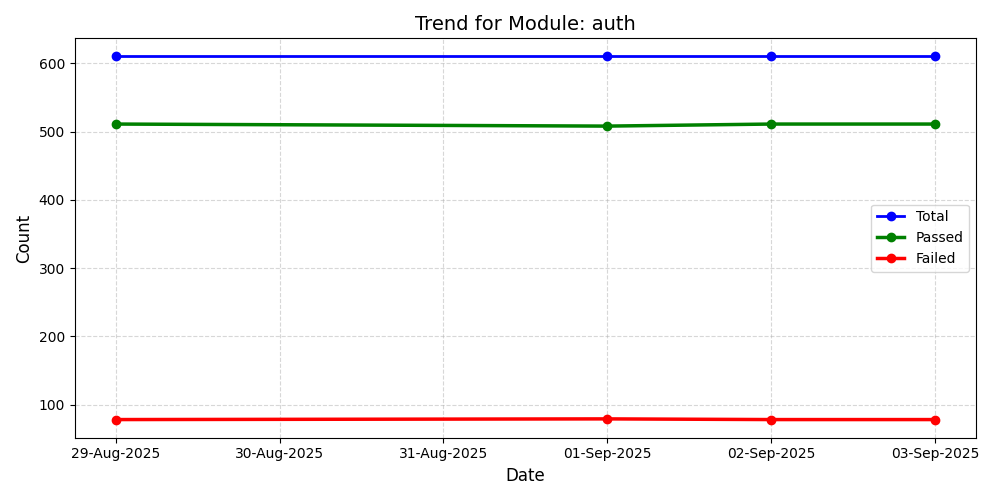 Trend for Module: auth
600
500
400
300
200
100
Count
Total
Passed
Failed
29-Aug-2025 30-Aug-2025 31-Aug-2025 01-Sep-2025 02-Sep-2025 03-Sep-2025
Date